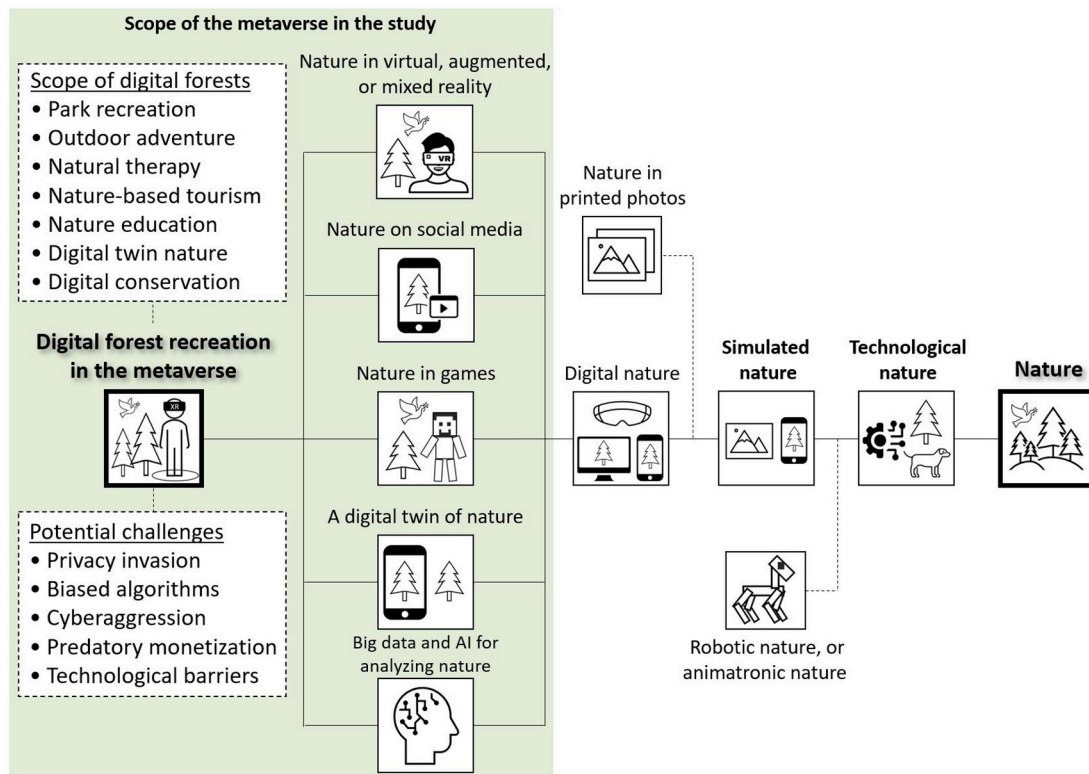 Scope of the metaverse in the study
Scope of digital forests
• Park recreation
• Outdoor adventure
• Natural therapy
• Nature-based tourism
• Nature education
• Digital twin nature
• Digital conservation
Digital forest recreation
in the metaverse
XR
Potential challenges
• Privacy invasion
• Biased algorithms
• Cyberaggression
• Predatory monetization
• Technological barriers
Nature in virtual, augmented,
or mixed reality
VR
Nature on social media
Nature in games
A digital twin of nature
Big data and AI for
analyzing nature
Nature in
printed photos
Digital nature
Simulated
nature
Technological
nature
Nature
Robotic nature, or
animatronic nature